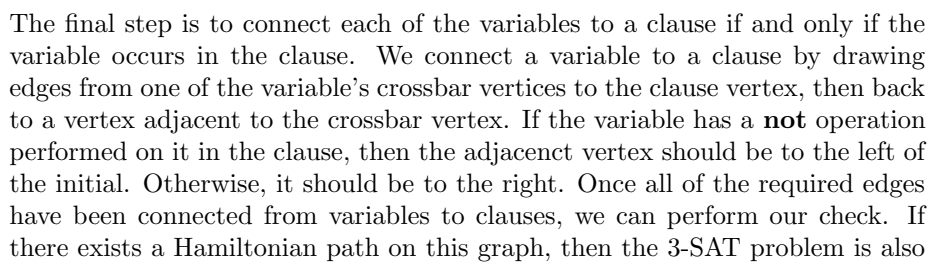 The final step is to connect each of the variables to a clause if and only if the
variable occurs in the clause. We connect a variable to a clause by drawing
edges from one of the variable's crossbar vertices to the clause vertex, then back
to a vertex adjacent to the crossbar vertex. If the variable has a not operation
performed on it in the clause, then the adjacenct vertex should be to the left of
the initial. Otherwise, it should be to the right. Once all of the required edges
have been connected from variables to clauses, we can perform our check. If
there exists a Hamiltonian path on this graph, then the 3-SAT problem is also